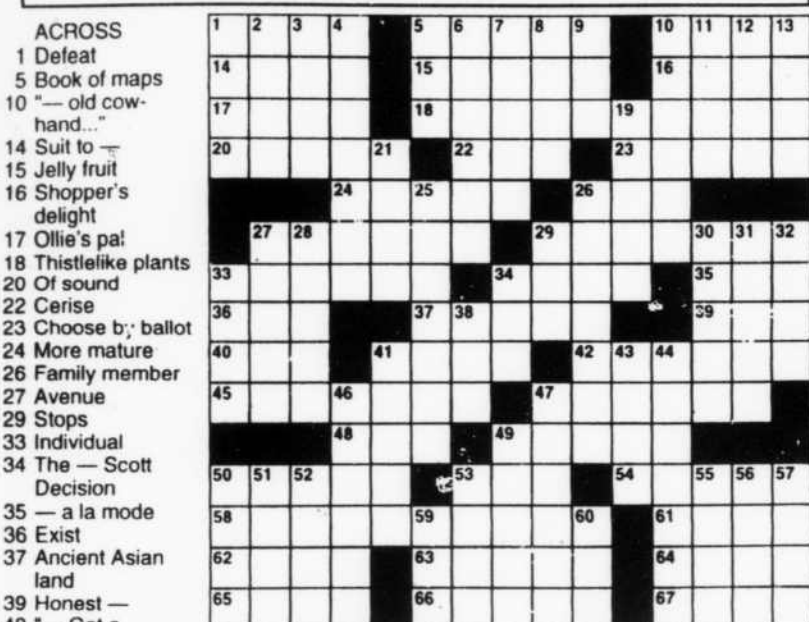 ACROSS
1 Defeat
5 Book of maps
10 "— old cow-
hand..."
14 Suit to —
15 Jelly fruit
16 Shopper's
delight
17 Ollie's pal
18 Thistlelike plants
20 Of sound
22 Cerise
23 Choose by ballot
24 More mature
26 Family member
27 Avenue
29 Stops
33 Individual
34 The — Scott
Decision
35 — a la mode
36 Exist
37 Ancient Asian
land
39 Honest —
1 2 3 4 5 6 7 8 9 10 11 12 13
14 15 16
17 18 19
20 21 22 23
24 25 26
27 28 29 30 31 32
33 34 35
36 37 38 39
40 41 42 43 44
45 46 47
48 49
50 51 52 53 54 55 56 57
58 59 60 61
62 63 64
65 66 67